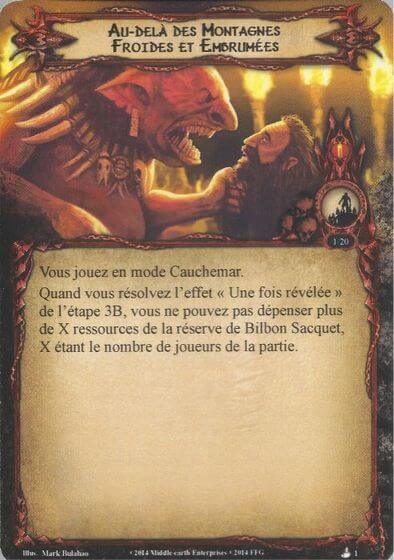 Au-delà des Montagnes
Froides et Embrumées
1-20
Vous jouez en mode Cauchemar.
Quand vous résolvez l'effet « Une fois révélée »
de l'étape 3B, vous ne pouvez pas dépenser plus
de X ressources de la réserve de Bilbon Sacquet,
X étant le nombre de joueurs de la partie.
Illus. Mark Bulahao
©2014 Middle-earth Enterprises ©2014 FFG
1